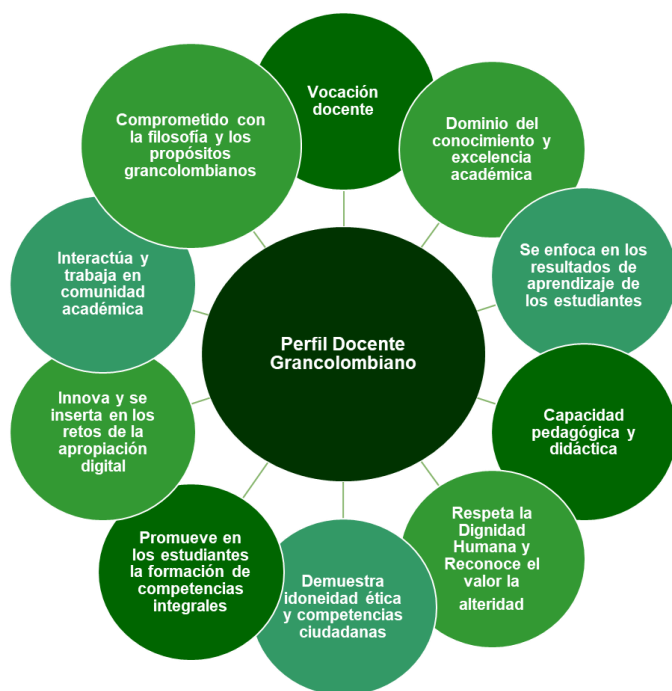 Vocación
docente
Dominio del
conocimiento y
excelencia
académica
Se enfoca en los
resultados de
aprendizaje de
los estudiantes
Capacidad
pedagógica y
didáctica
Respeta la
Dignidad
Humana y
Reconoce el
valor la
alteridad
Demuestra
idoneidad ética
y competencias
ciudadanas
Promueve en
los estudiantes
la formación de
competencias
integrales
Innova y se
inserta en los
retos de la
apropiación
digital
Interactúa y
trabaja en
comunidad
académica
Comprometido con
la filosofía y los
propósitos
grancolombianos
Perfil Docente
Grancolombiano